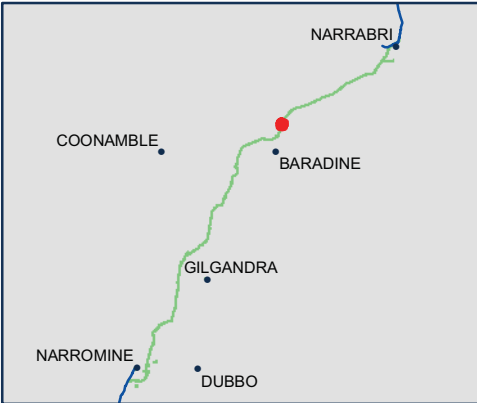 NARRABRI
COONAMBLE
BARADINE
GILGANDRA
NARROMINE
DUBBO